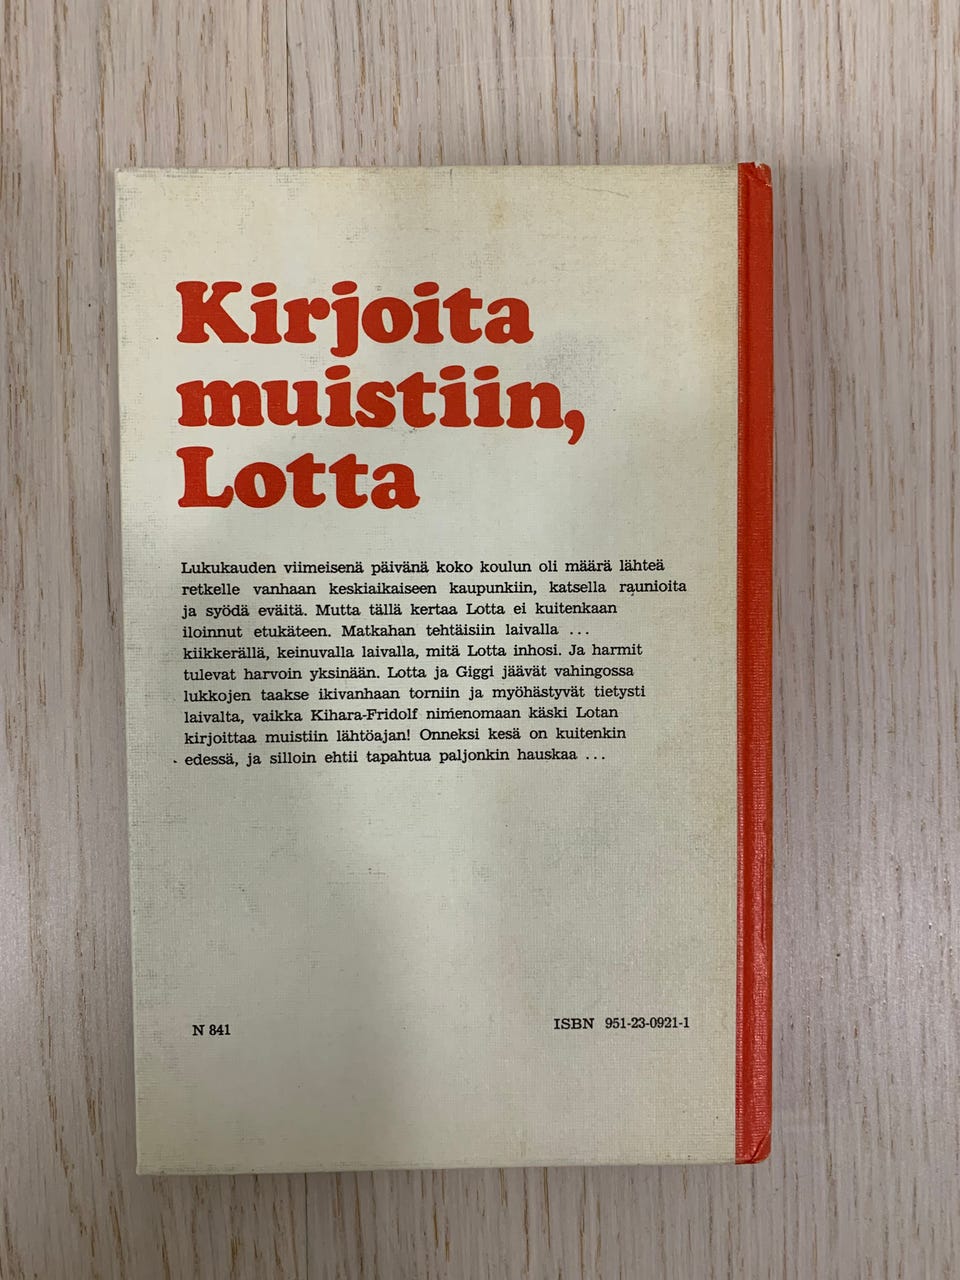 Kirjoita
muistiin,
Lotta
Lukukauden viimeisenä päivänä koko koulun oli määrä lähteä
retkelle vanhaan keskiaikaiseen kaupunkiin, katsella raunioita
ja syödä eväitä. Mutta tällä kertaa Lotta ei kuitenkaan
iloinnut etukäteen. Matkahan tehtäisiin laivalla ...
kiikkerällä, keinuvalla laivalla, mitä Lotta inhosi. Ja harmit
tulevat harvoin yksinään. Lotta ja Giggi jäävät vahingossa
lukkojen taakse ikivanhaan torniin ja myöhästyvät tietysti
laivalta, vaikka Kihara-Fridolf nimenomaan käski Lotan
kirjoittaa muistiin lähtöajan! Onneksi kesä on kuitenkin
edessä, ja silloin ehtii tapahtua paljonkin hauskaa ...
N 841
ISBN 951-23-0921-1